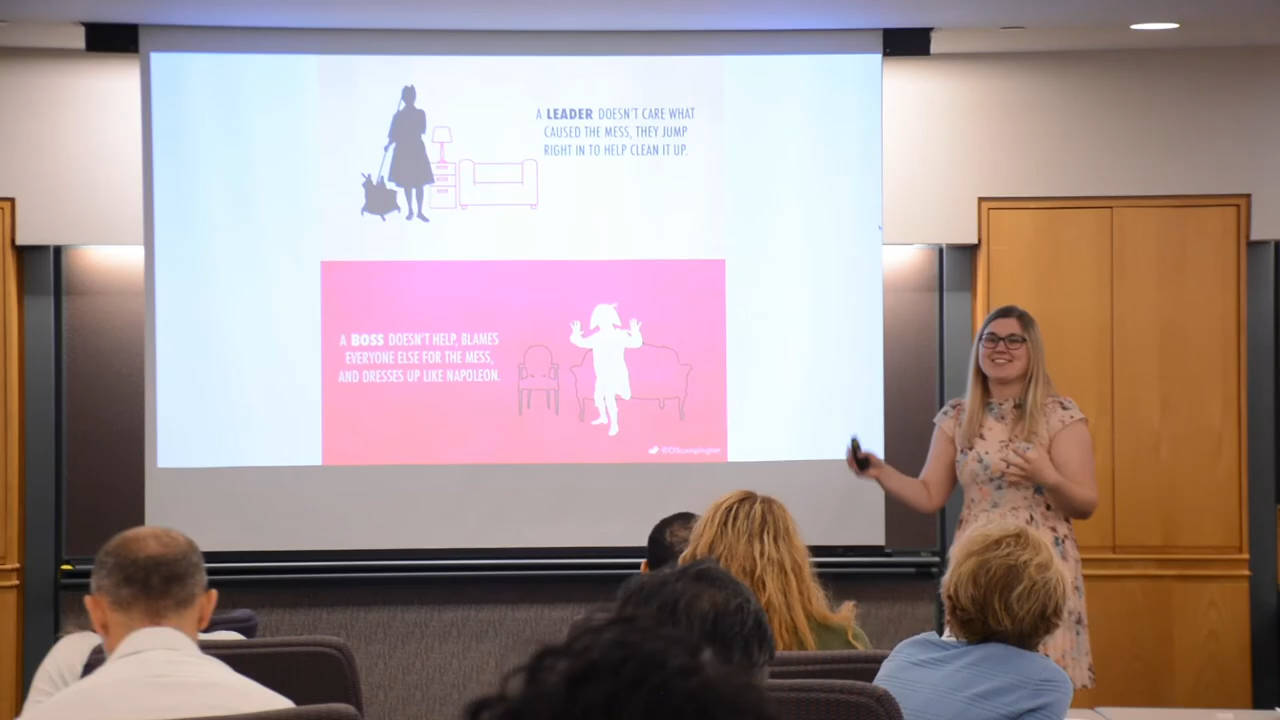 A LEADER DOESN'T CARE WHAT
CAUSED THE MESS, THEY JUMP
RIGHT IN TO HELP CLEAN IT UP.
A BOSS DOESN'T HELP, BLAMES
EVERYONE ELSE FOR THE MESS,
AND DRESSES UP LIKE NAPOLEON.